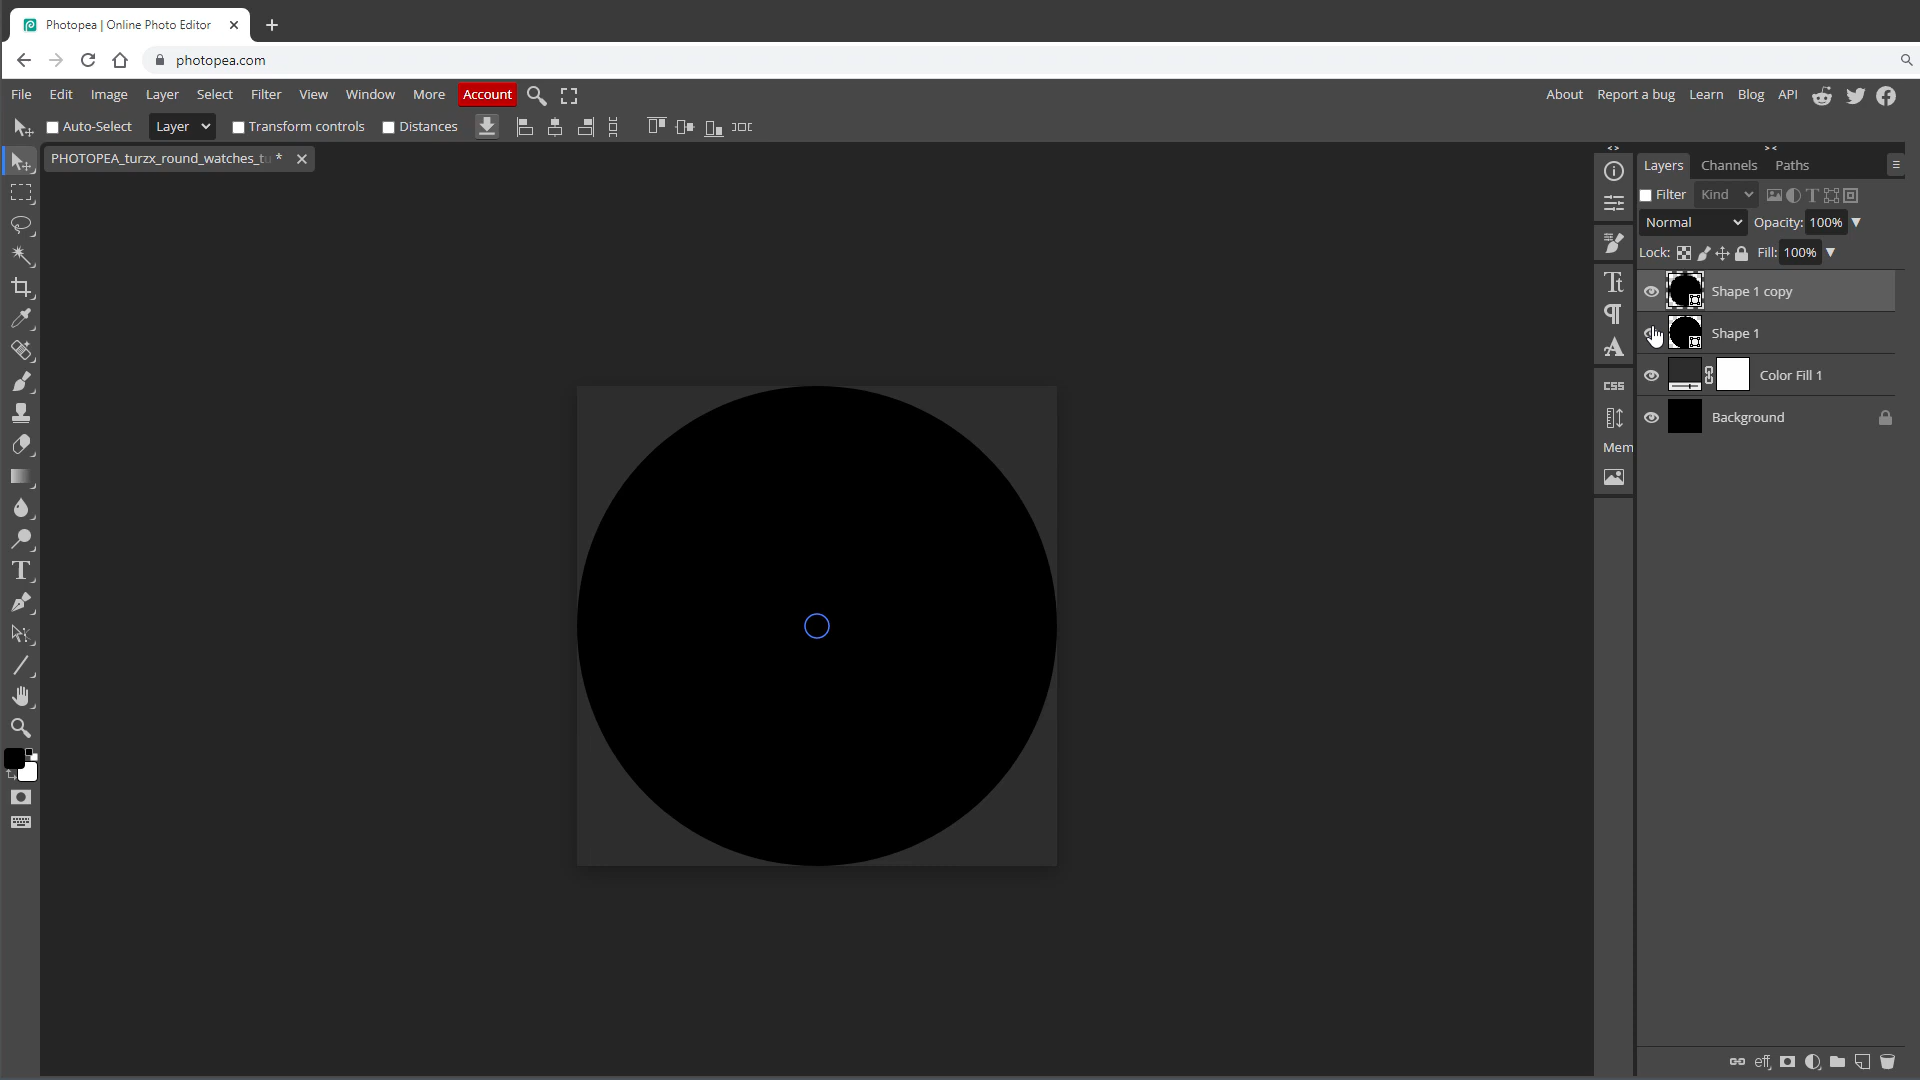 Photopea | Online Photo Editor
photopea.com
File Edit Image Layer Select Filter View Window More Account
About Report a bug Learn Blog API
Auto-Select Layer Transform controls Distances
PHOTOPEA_turzx_round_watches_tu *
Layers Channels Paths
Filter Kind
Normal Opacity: 100%
Lock: Fill: 100%
Shape 1 copy
Shape 1
Color Fill 1
Background
CSS
Mem
eff